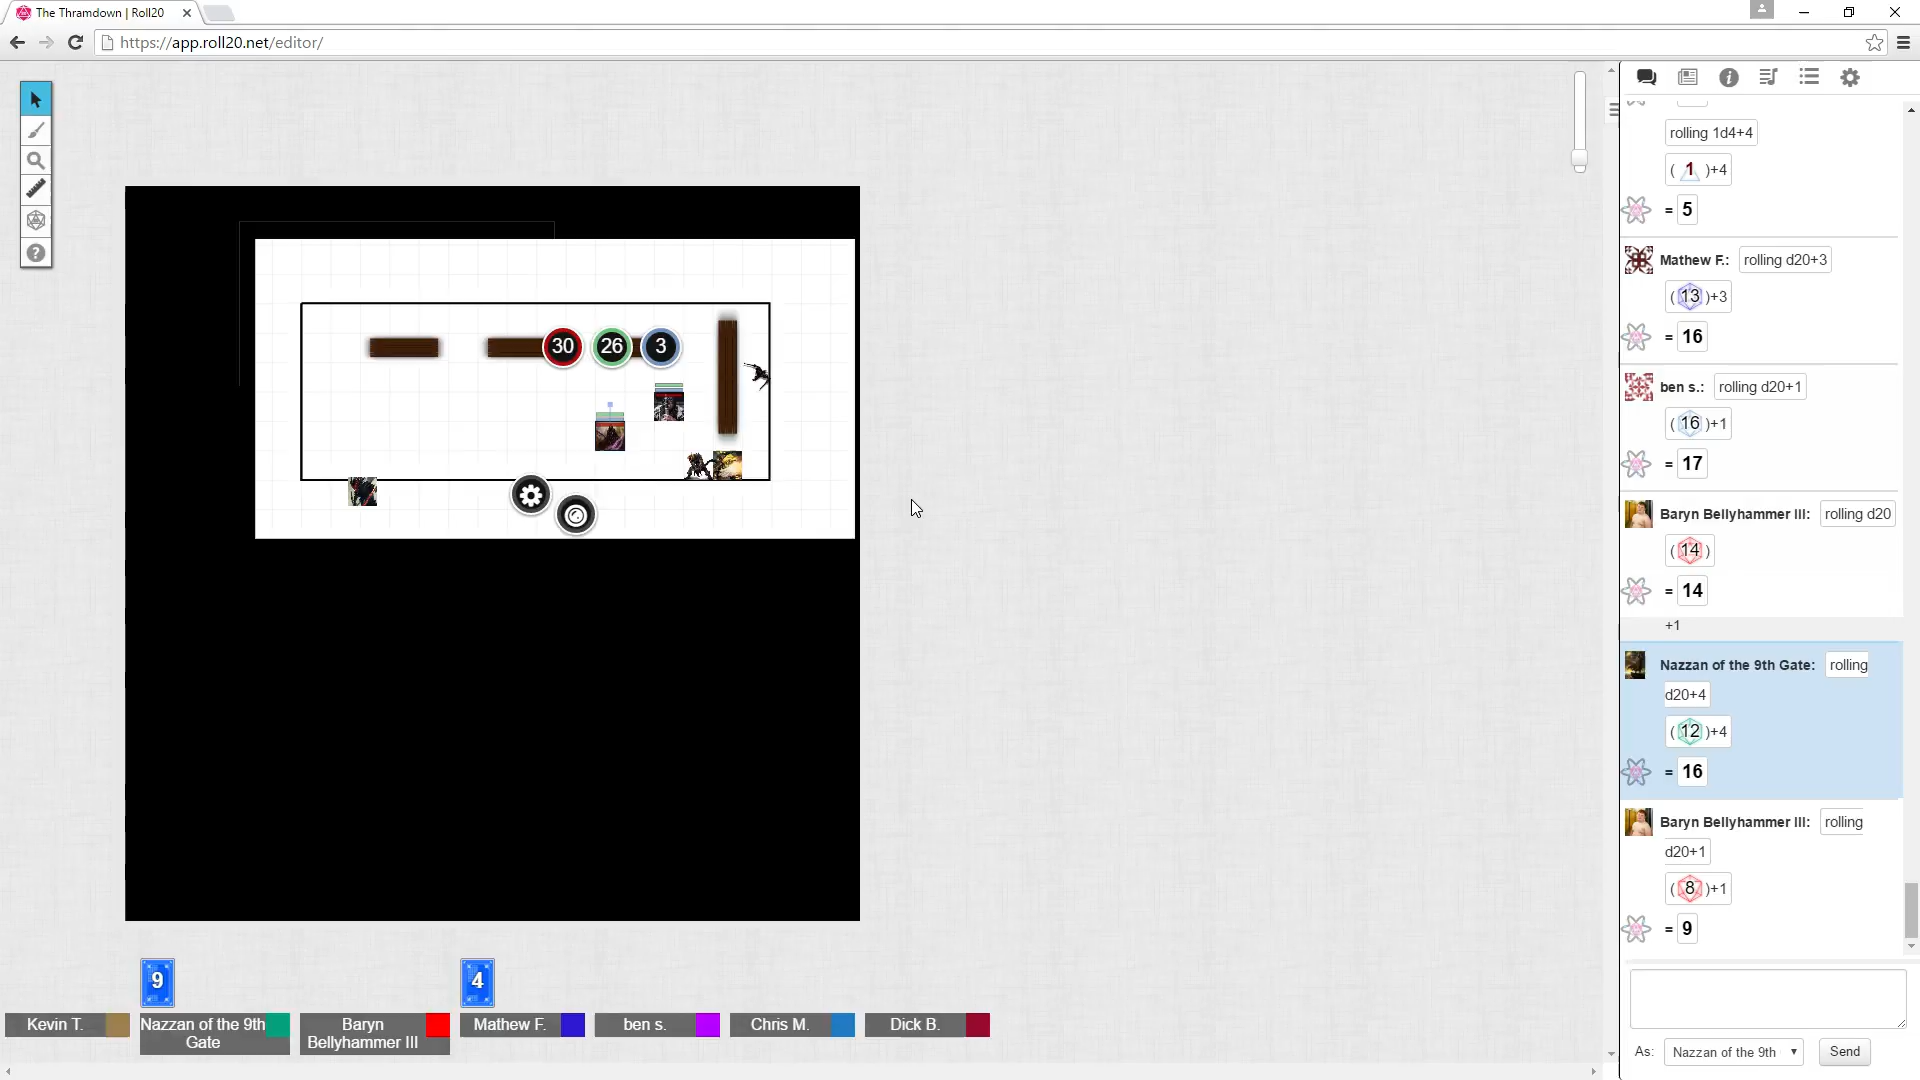 The Thramdown | Roll20
https://app.roll20.net/editor/
rolling 1d4+4
( 1 )+4
= 5
Mathew F.: rolling d20+3
( 13 )+3
= 16
ben s.: rolling d20+1
( 16 )+1
= 17
Baryn Bellyhammer III: rolling d20
( 14 )
= 14
+1
Nazzan of the 9th Gate: rolling
d20+4
( 12 )+4
= 16
Baryn Bellyhammer III: rolling
d20+1
( 8 )+1
= 9
30 26 3
9
4
Kevin T.
Nazzan of the 9th
Gate
Baryn
Bellyhammer III
Mathew F.
ben s.
Chris M.
Dick B.
As: Nazzan of the 9th
Send